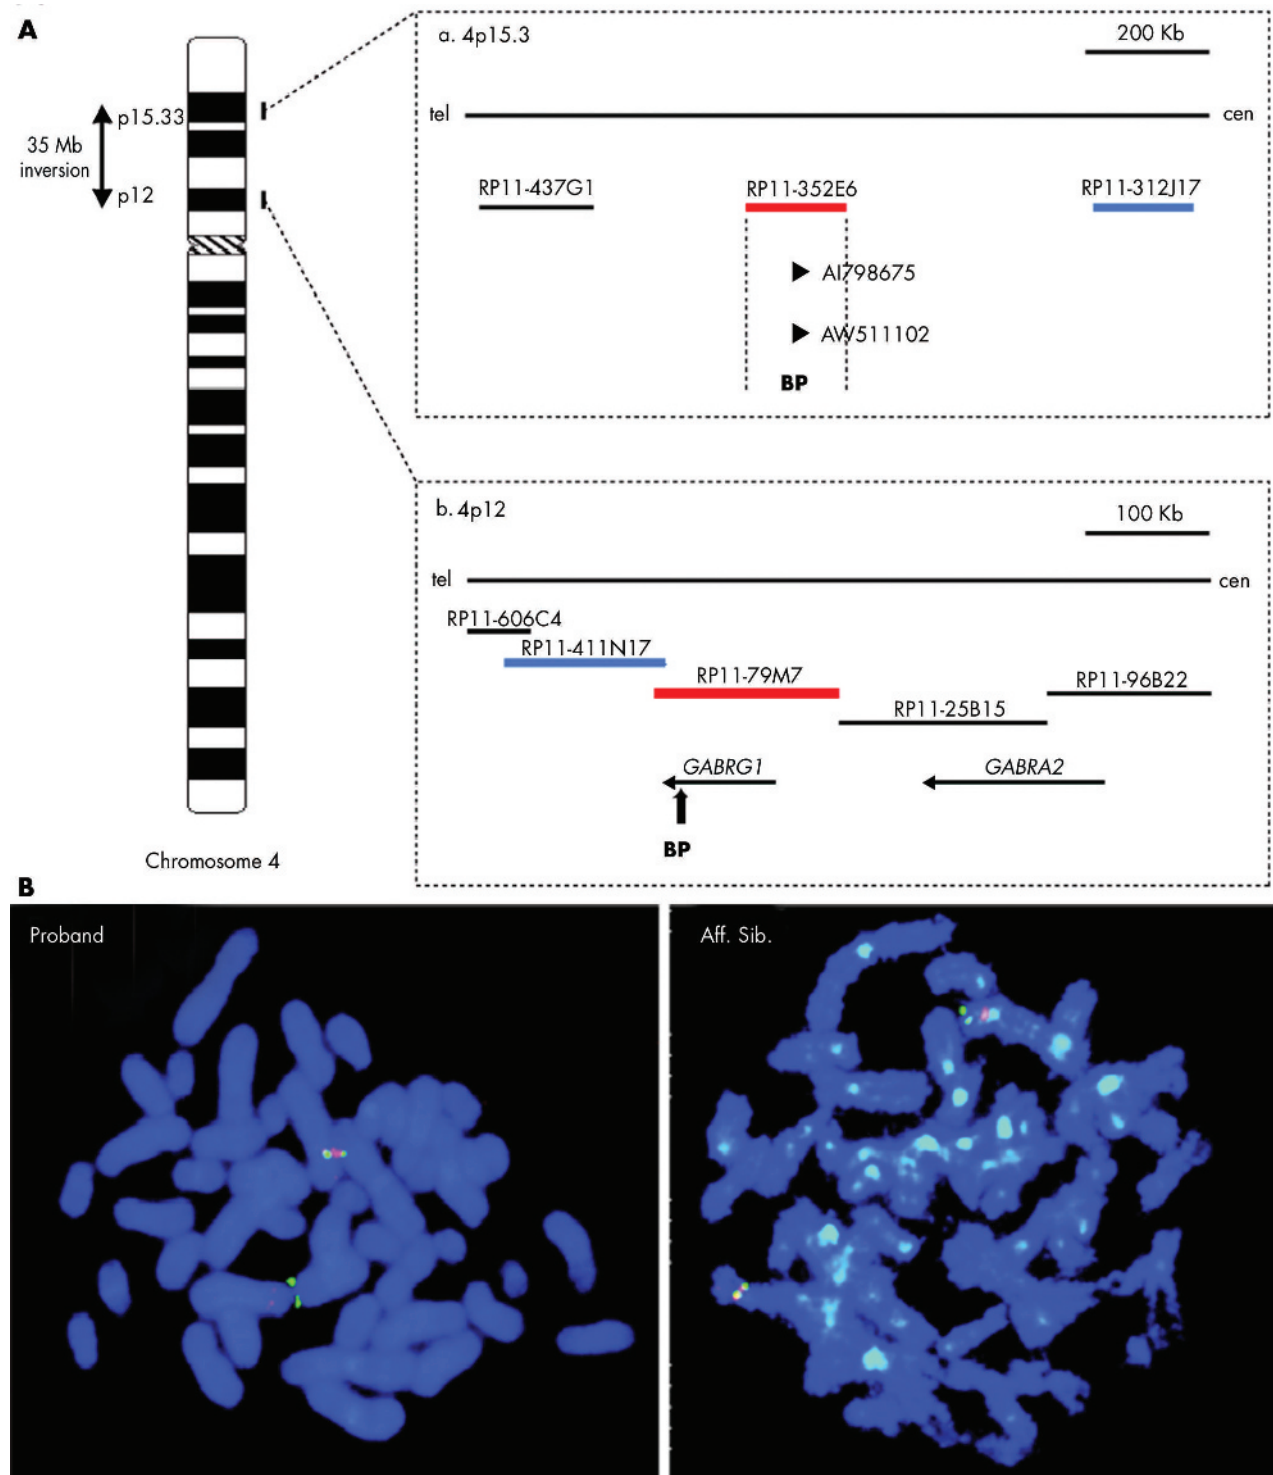 A
p15.33
35 Mb
inversion
p12
Chromosome 4
a. 4p15.3
200 Kb
tel
cen
RP11-437G1
RP11-352E6
RP11-312J17
AI798675
AW511102
BP
b. 4p12
100 Kb
tel
cen
RP11-606C4
RP11-411N17
RP11-79M7
RP11-96B22
RP11-25B15
GABRG1
GABRA2
BP
B
Proband
Aff. Sib.